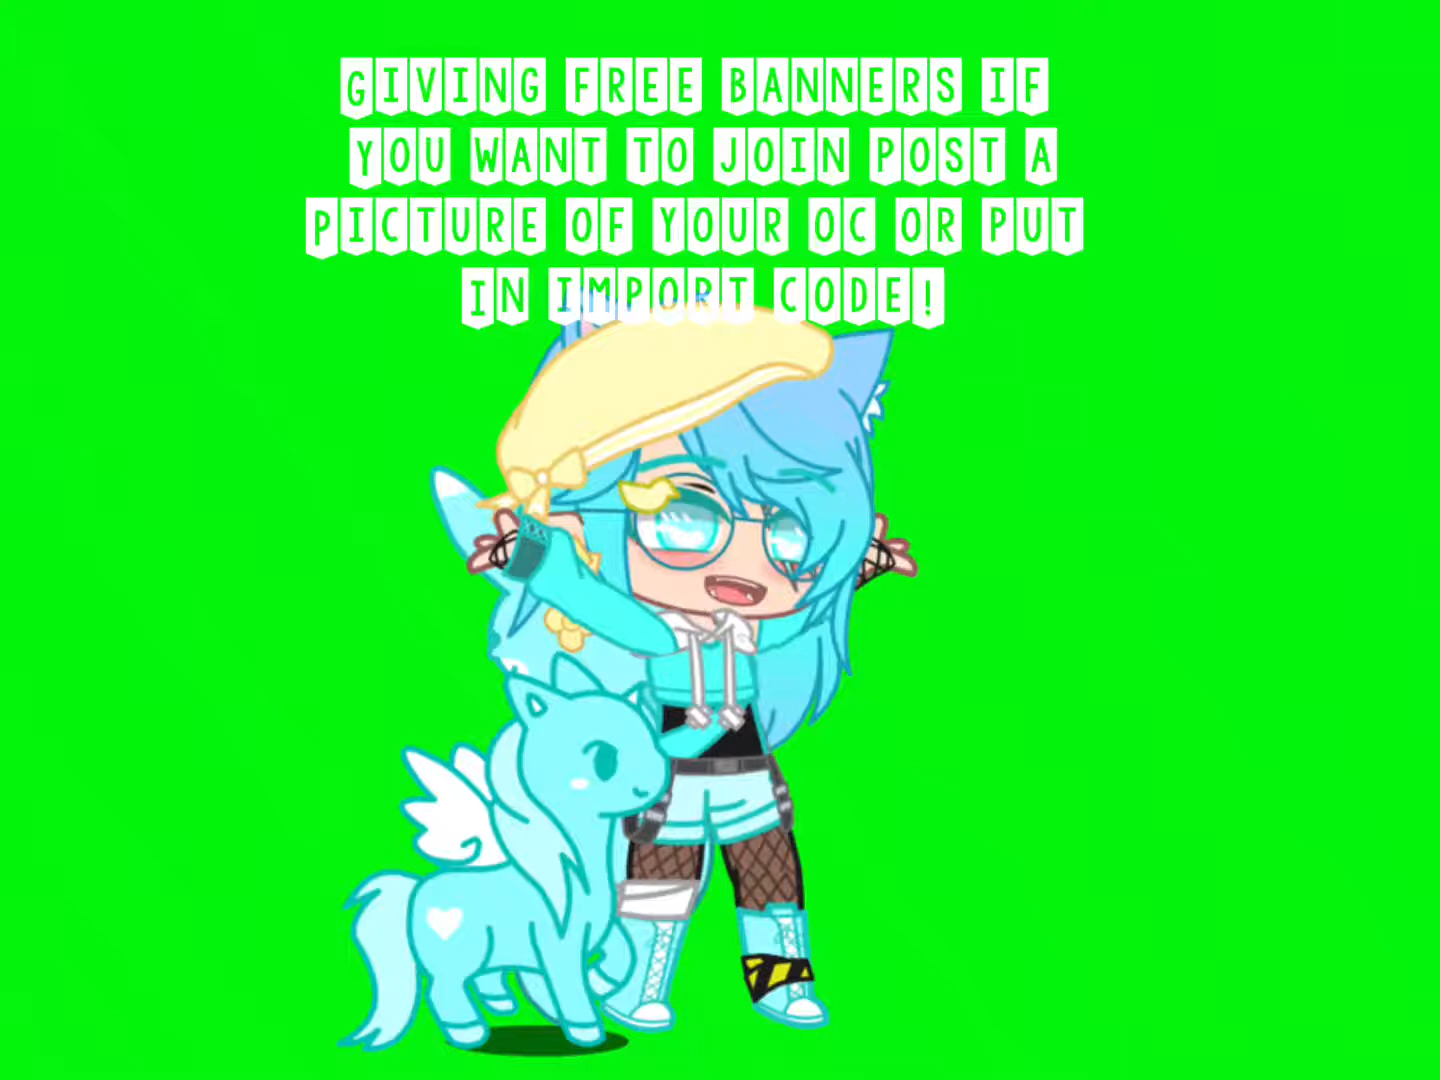 GIVING FREE BANNERS IF
YOU WANT TO JOIN POST A
PICTURE OF YOUR OC OR PUT
IN IMPORT CODE!